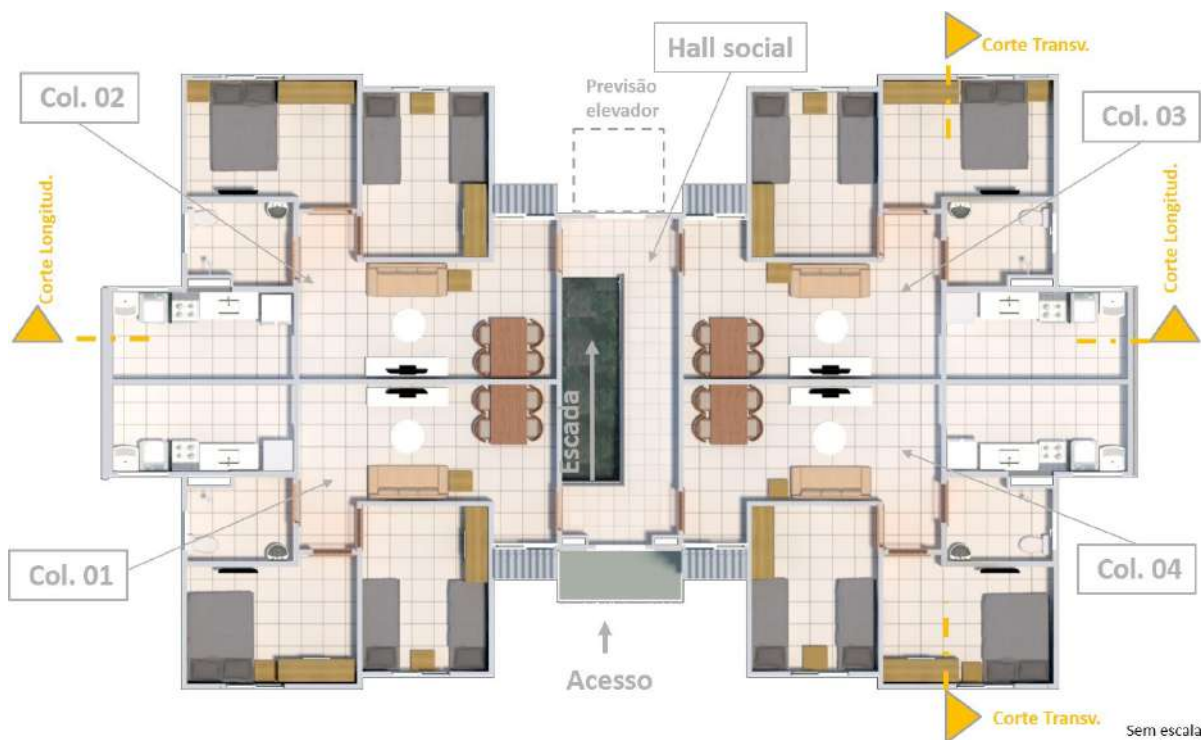 Hall social
Corte Transv.
Col. 02
Previsão
elevador
Col. 03
Corte Longitud.
Corte Longitud.
Escada
Col. 01
Col. 04
Acesso
Corte Transv.
Sem escala